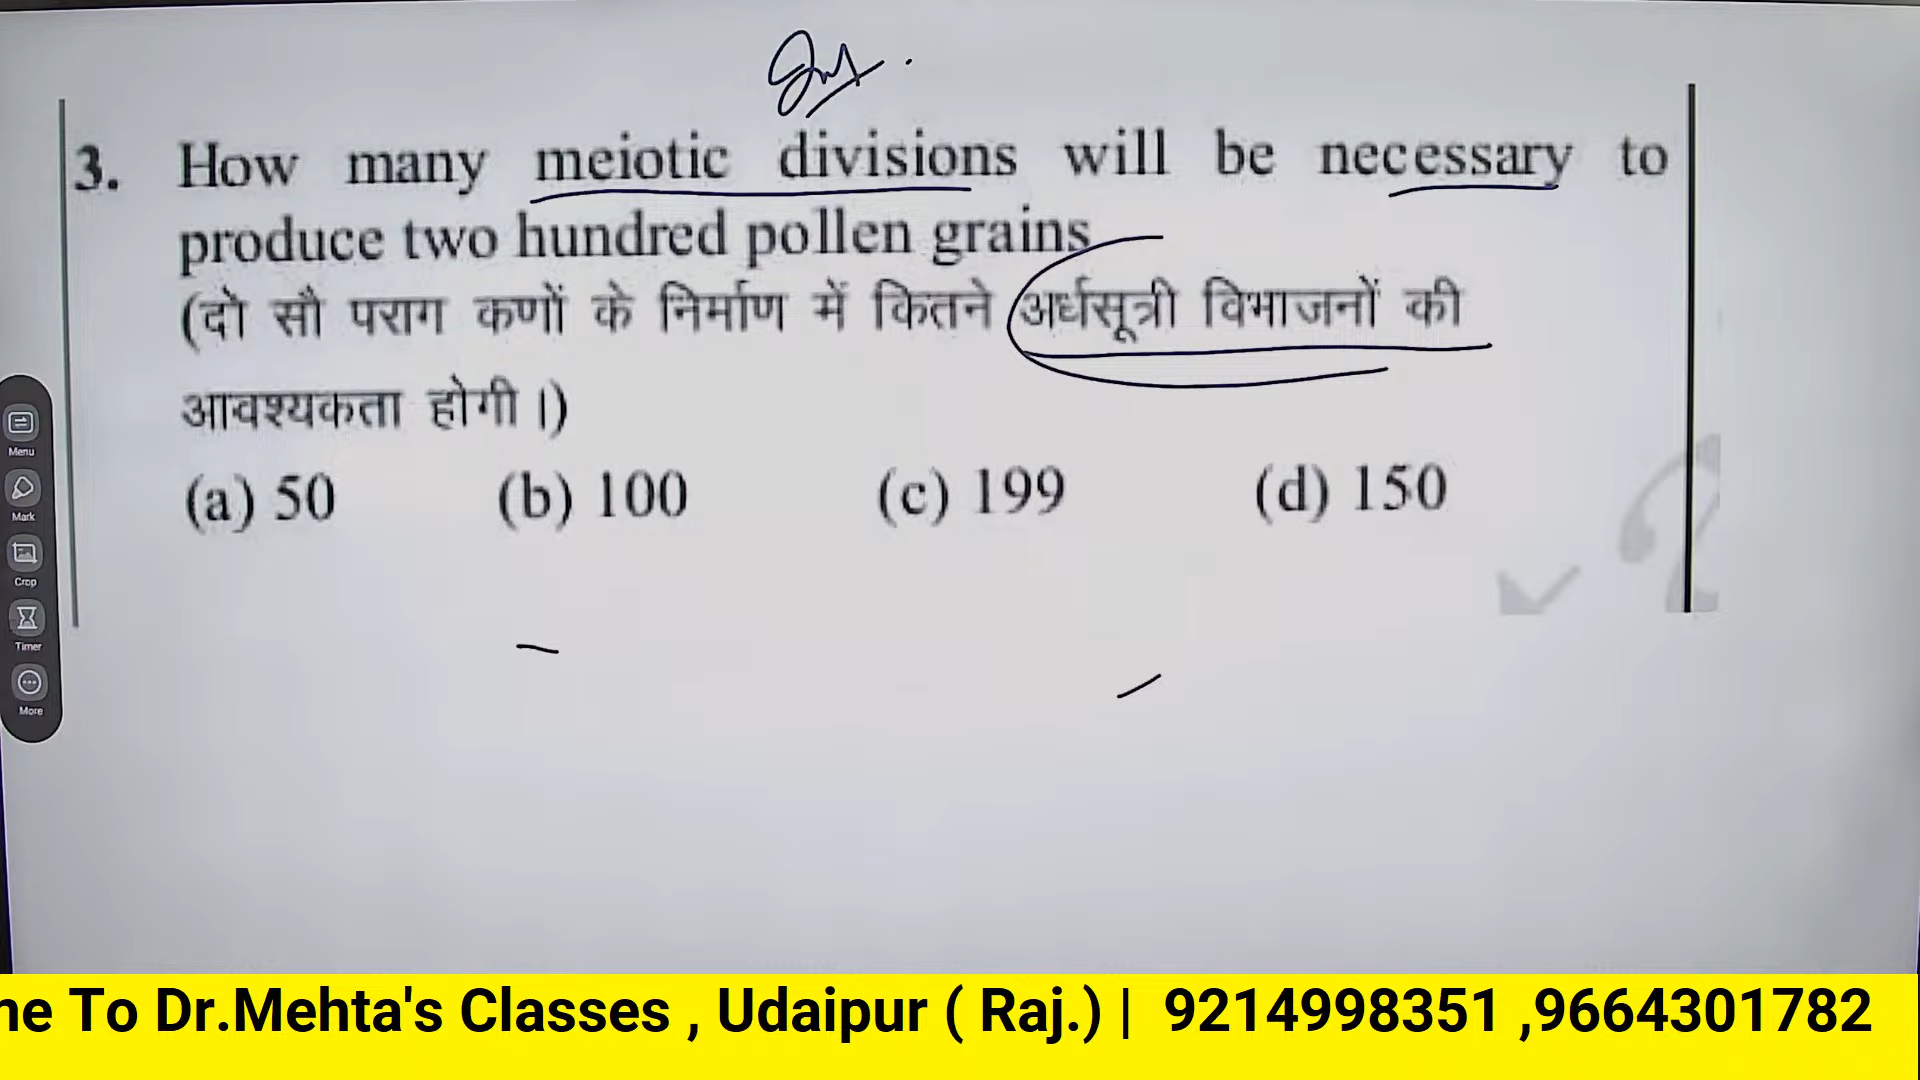 3. How many meiotic divisions will be necessary to
produce two hundred pollen grains
(दो सौ पराग कणों के निर्माण में कितने अर्धसूत्री विभाजनों की
आवश्यकता होगी।)
(a) 50 (b) 100 (c) 199 (d) 150
Menu
Mark
Crop
Timer
More
ne To Dr.Mehta's Classes , Udaipur ( Raj.) | 9214998351 ,9664301782